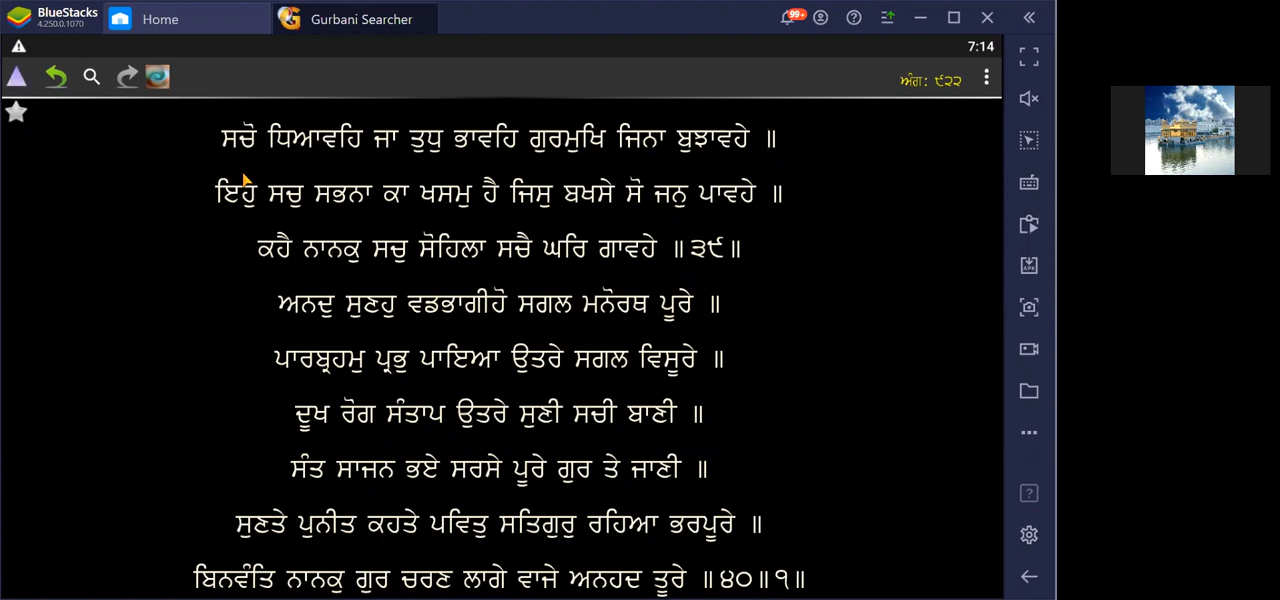 BlueStacks
4.250.0.1070
Home
Gurbani Searcher
99+
7:14
ਅੰਗ: ੯੨੨
ਸਚੋ ਧਿਆਵਹਿ ਜਾ ਤੁਧੁ ਭਾਵਹਿ ਗੁਰਮੁਖਿ ਜਿਨਾ ਬੁਝਾਵਹੇ ॥
ਇਹੁ ਸਚੁ ਸਭਨਾ ਕਾ ਖਸਮੁ ਹੈ ਜਿਸੁ ਬਖਸੇ ਸੋ ਜਨੁ ਪਾਵਹੇ ॥
ਕਹੈ ਨਾਨਕੁ ਸਚੁ ਸੋਹਿਲਾ ਸਚੈ ਘਰਿ ਗਾਵਹੇ ॥੩੯॥
ਅਨਦੁ ਸੁਣਹੁ ਵਡਭਾਗੀਹੋ ਸਗਲ ਮਨੋਰਥ ਪੂਰੇ ॥
ਪਾਰਬ੍ਰਹਮੁ ਪ੍ਰਭੁ ਪਾਇਆ ਉਤਰੇ ਸਗਲ ਵਿਸੂਰੇ ॥
ਦੂਖ ਰੋਗ ਸੰਤਾਪ ਉਤਰੇ ਸੁਣੀ ਸਚੀ ਬਾਣੀ ॥
ਸੰਤ ਸਾਜਨ ਭਏ ਸਰਸੇ ਪੂਰੇ ਗੁਰ ਤੇ ਜਾਣੀ ॥
ਸੁਣਤੇ ਪੁਨੀਤ ਕਹਤੇ ਪਵਿਤੁ ਸਤਿਗੁਰੁ ਰਹਿਆ ਭਰਪੂਰੇ ॥
ਬਿਨਵੰਤਿ ਨਾਨਕੁ ਗੁਰ ਚਰਣ ਲਾਗੇ ਵਾਜੇ ਅਨਹਦ ਤੂਰੇ ॥੪੦॥੧॥
APK